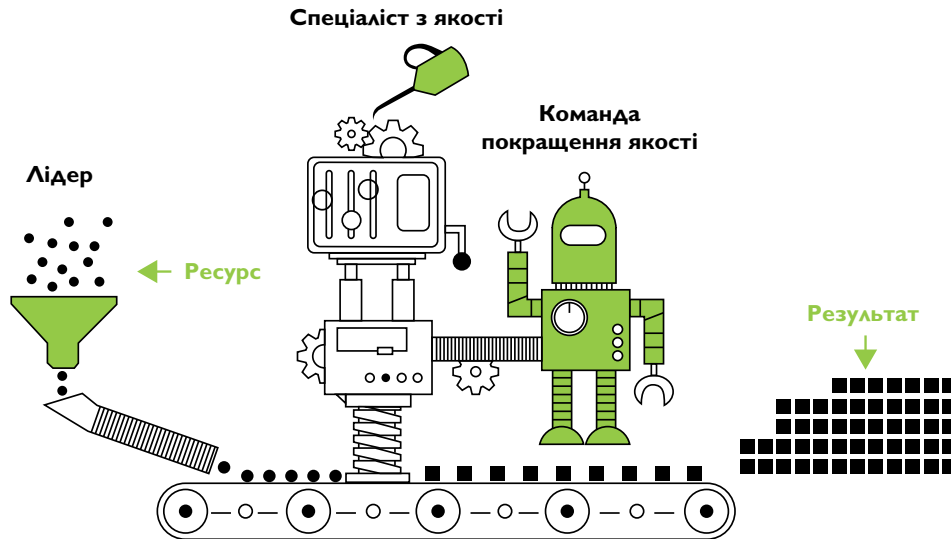 Спеціаліст з якості
Команда
покращення якості
Лідер
Ресурс
Результат